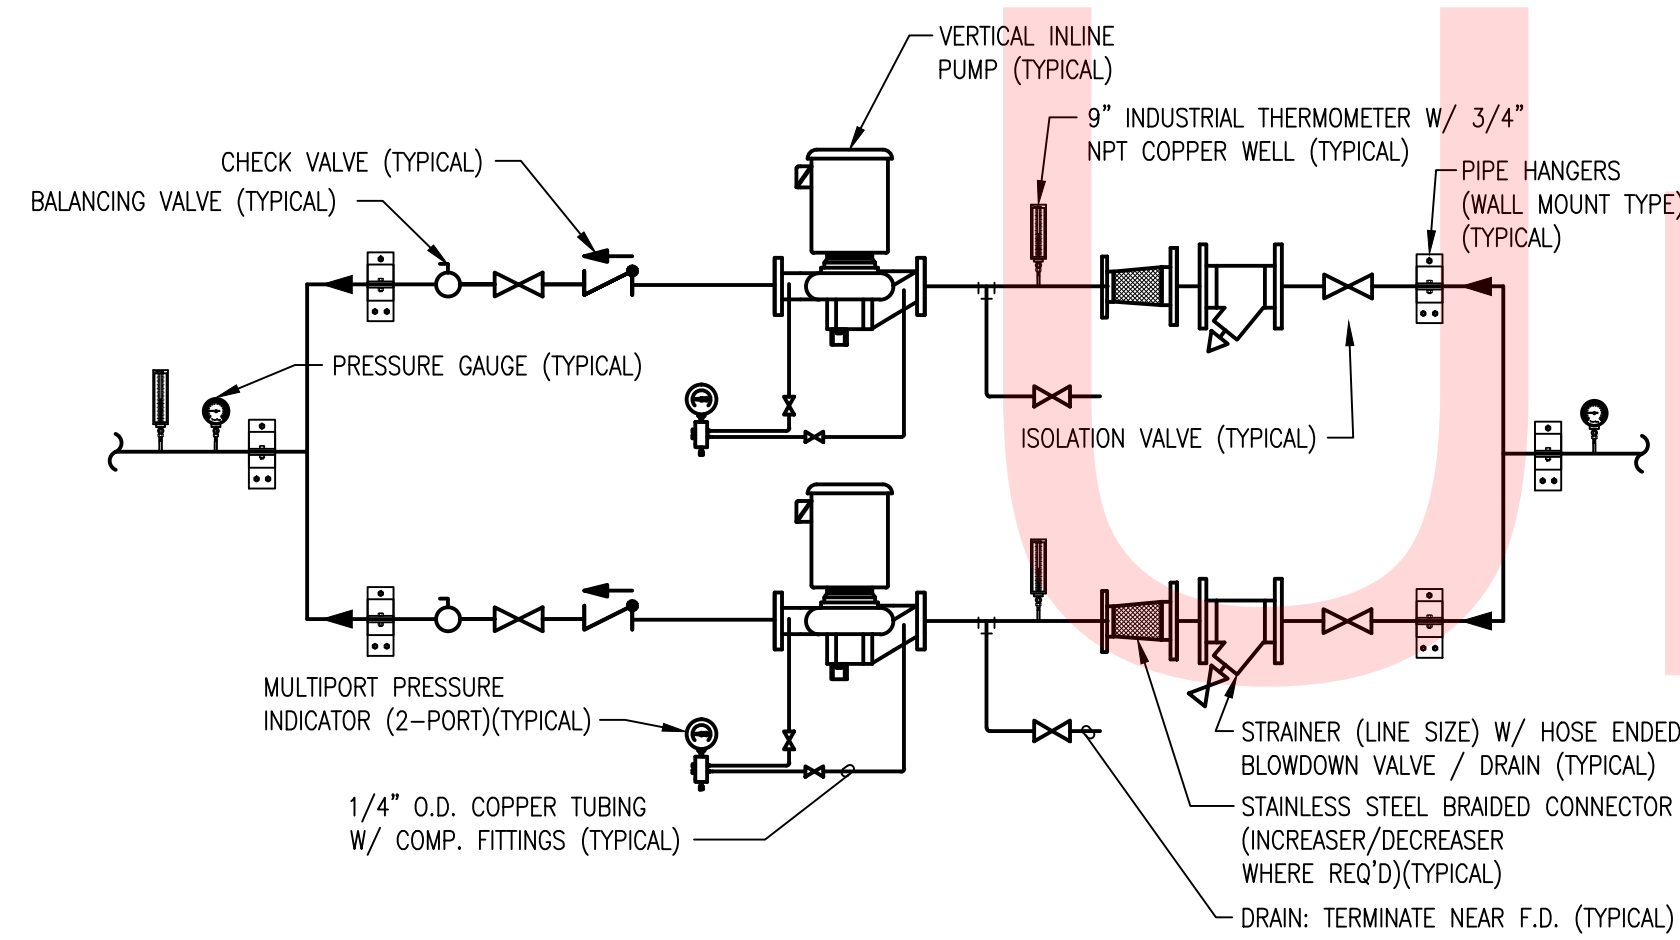 VERTICAL INLINE
PUMP (TYPICAL)
9" INDUSTRIAL THERMOMETER W/ 3/4"
NPT COPPER WELL (TYPICAL)
CHECK VALVE (TYPICAL)
BALANCING VALVE (TYPICAL)
PIPE HANGERS
(WALL MOUNT TYPE)
(TYPICAL)
PRESSURE GAUGE (TYPICAL)
ISOLATION VALVE (TYPICAL)
MULTIPORT PRESSURE
INDICATOR (2-PORT)(TYPICAL)
1/4" O.D. COPPER TUBING
W/ COMP. FITTINGS (TYPICAL)
STRAINER (LINE SIZE) W/ HOSE ENDED
BLOWDOWN VALVE / DRAIN (TYPICAL)
STAINLESS STEEL BRAIDED CONNECTOR
(INCREASER/DECREASER
WHERE REQ'D)(TYPICAL)
DRAIN: TERMINATE NEAR F.D. (TYPICAL)